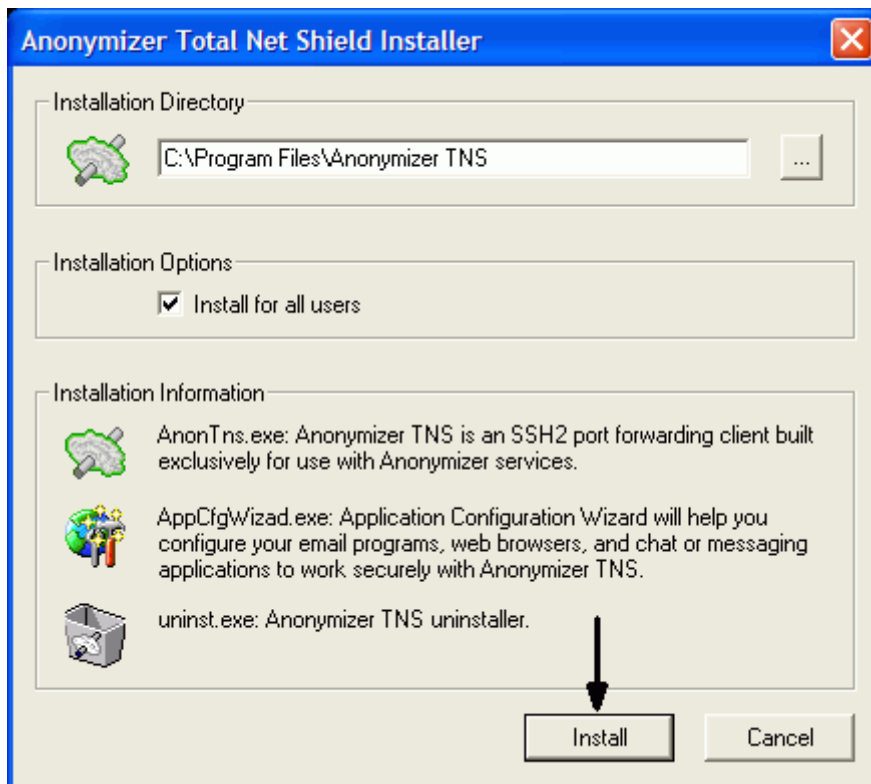 Anonymizer Total Net Shield Installer
Installation Directory
C:\Program Files\Anonymizer TNS
...
Installation Options
Install for all users
Installation Information
AnonTns.exe: Anonymizer TNS is an SSH2 port forwarding client built
exclusively for use with Anonymizer services.
AppCfgWizad.exe: Application Configuration Wizard will help you
configure your email programs, web browsers, and chat or messaging
applications to work securely with Anonymizer TNS.
uninst.exe: Anonymizer TNS uninstaller.
Install
Cancel